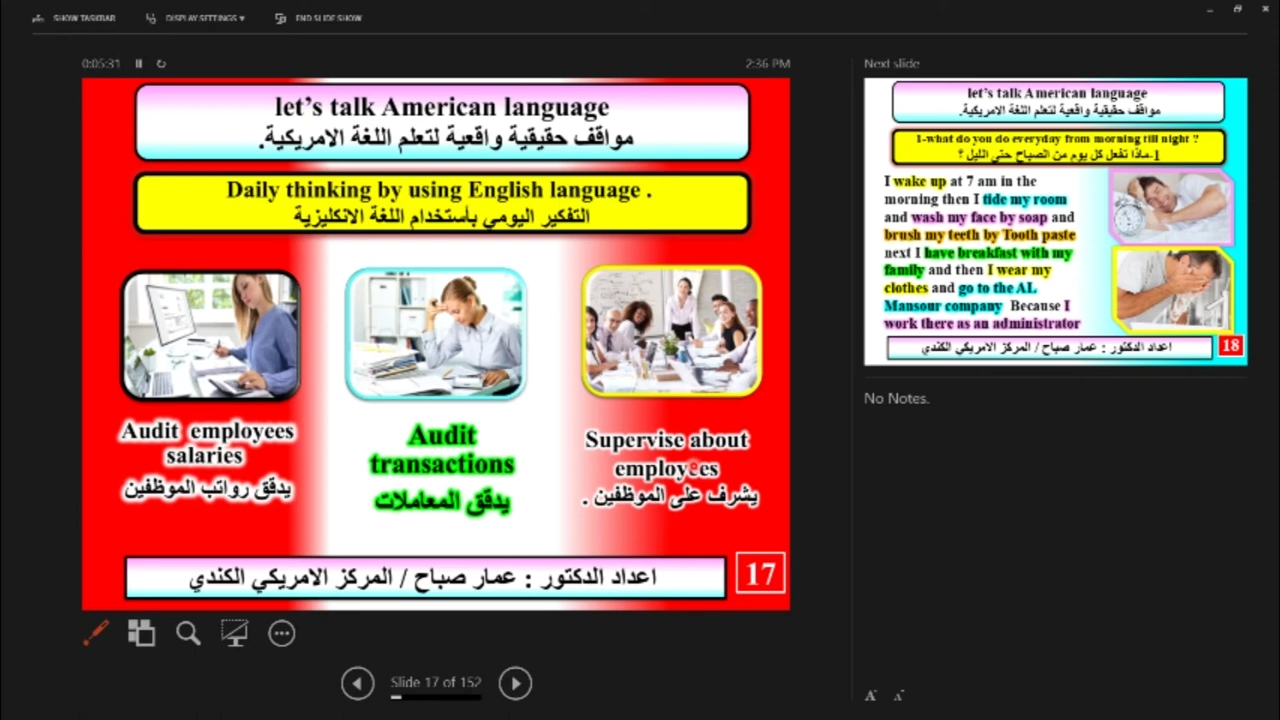 SHOW TASKBAR
DISPLAY SETTINGS ▾
END SLIDE SHOW
0:05:31
2:36 PM
let's talk American language
مواقف حقيقية واقعية لتعلم اللغة الامريكية.
Daily thinking by using English language .
التفكير اليومي بأستخدام اللغة الانكليزية
Audit employees
salaries
يدقق رواتب الموظفين
Audit
transactions
يدقق المعاملات
Supervise about
employees
يشرف على الموظفين .
اعداد الدكتور : عمار صباح / المركز الامريكي الكندي
17
Slide 17 of 152
Next slide
let's talk American language
مواقف حقيقية واقعية لتعلم اللغة الامريكية.
1-what do you do everyday from morning till night ?
1-ماذا تفعل كل يوم من الصباح حتى الليل ؟
I wake up at 7 am in the
morning then I tide my room
and wash my face by soap and
brush my teeth by Tooth paste
next I have breakfast with my
family and then I wear my
clothes and go to the AL
Mansour company Because I
work there as an administrator
اعداد الدكتور : عمار صباح / المركز الامريكي الكندي
18
No Notes.
A A